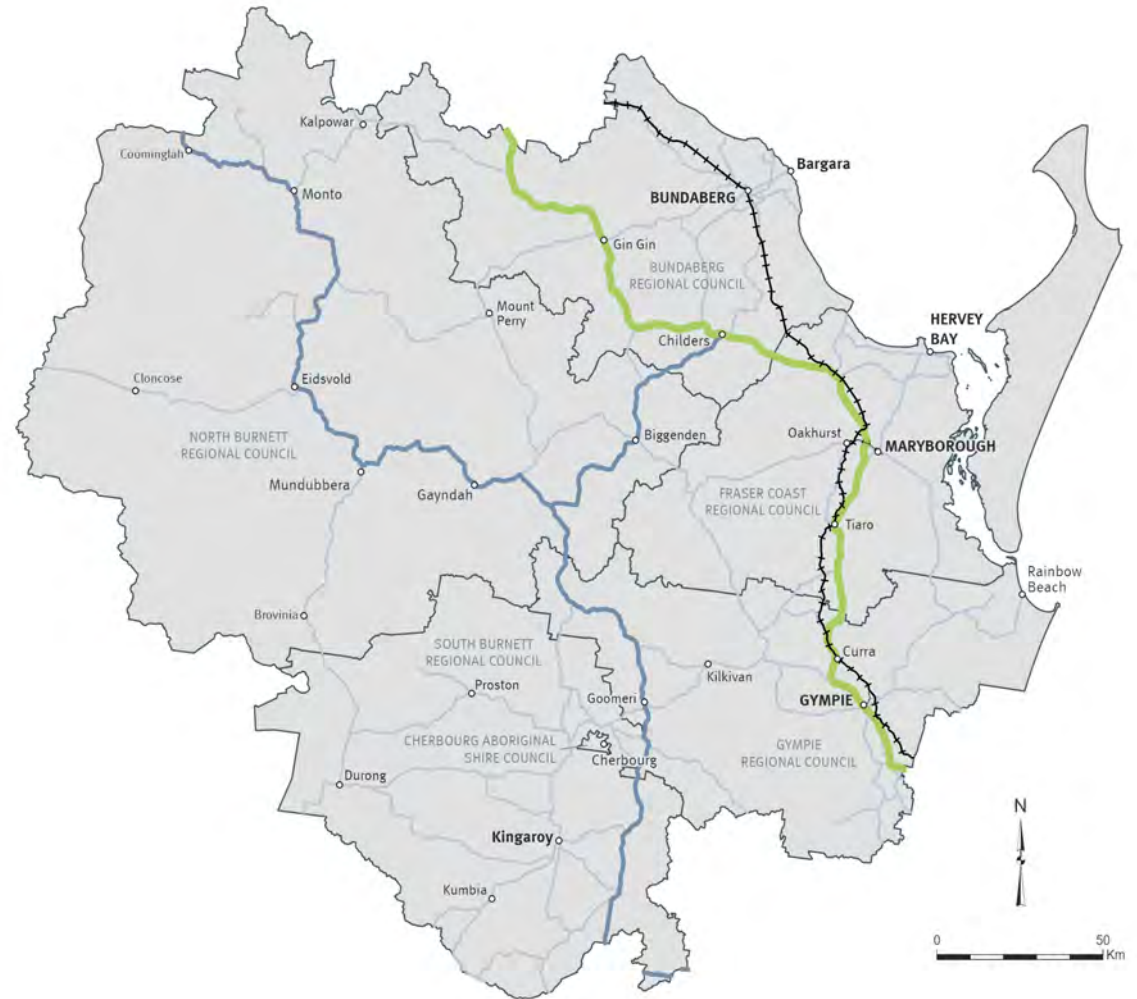 Kalpowar
Coominglah
Monto
Bargara
BUNDABERG
Gin Gin
BUNDABERG
REGIONAL COUNCIL
Mount
Perry
HERVEY
BAY
Childers
Cloncose
Eidsvold
NORTH BURNETT
REGIONAL COUNCIL
Biggenden
Oakhurst
MARYBOROUGH
Mundubbera
Gayndah
FRASER COAST
REGIONAL COUNCIL
Tiaro
Rainbow
Beach
Brovinia
SOUTH BURNETT
REGIONAL COUNCIL
Curra
Kilkivan
Proston
Goomeri
GYMPIE
CHERBOURG ABORIGINAL
SHIRE COUNCIL
GYMPIE
REGIONAL COUNCIL
Cherbourg
Durong
N
Kingaroy
Kumbia
0 50
Km